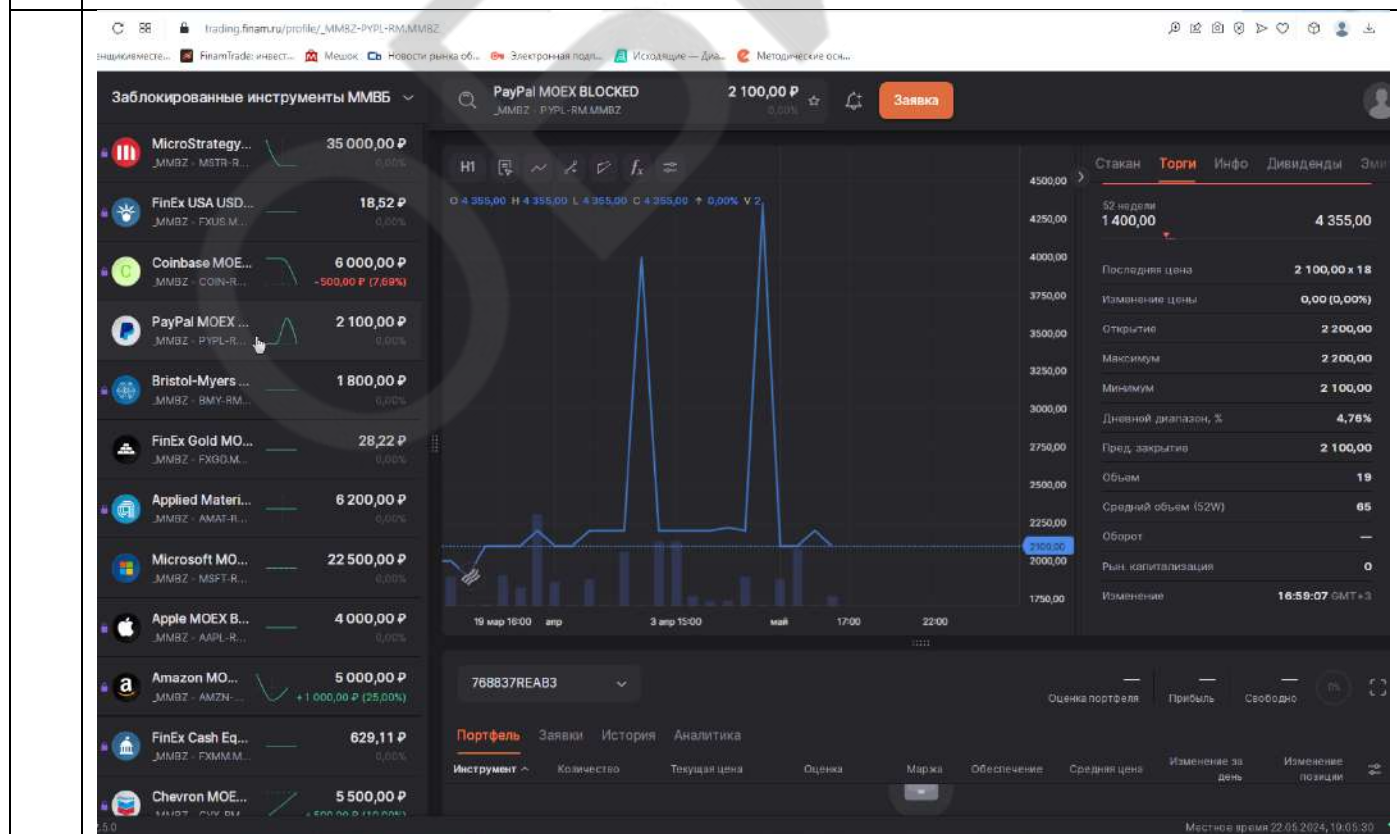 trading.finam.ru/profile/_MMBZ-PYPL-RM.MMBZ
FinamTrade: инвест... Мешок Новости рынка об... Электронная подп... Исходящие — Диа... Методические осн...
Заблокированные инструменты ММВБ
PayPal MOEX BLOCKED 2 100,00 ₽
_MMBZ - PYPL-RM.MMBZ 0,00%
Заявка
MicroStrategy... 35 000,00 ₽
_MMBZ - MSTR-R... 0,00%
FinEx USA USD... 18,52 ₽
_MMBZ - FXUS.M... 0,00%
Coinbase MOE... 6 000,00 ₽
_MMBZ - COIN-R... -500,00 ₽ (7,69%)
PayPal MOEX ... 2 100,00 ₽
_MMBZ - PYPL-R... 0,00%
Bristol-Myers ... 1 800,00 ₽
_MMBZ - BMY-RM... 0,00%
FinEx Gold MO... 28,22 ₽
_MMBZ - FXGD.M... 0,00%
Applied Materi... 6 200,00 ₽
_MMBZ - AMAT-R... 0,00%
Microsoft MO... 22 500,00 ₽
_MMBZ - MSFT-R... 0,00%
Apple MOEX B... 4 000,00 ₽
_MMBZ - AAPL-R... 0,00%
Amazon MO... 5 000,00 ₽
_MMBZ - AMZN-... +1 000,00 ₽ (25,00%)
FinEx Cash Eq... 629,11 ₽
_MMBZ - FXMM.M... 0,00%
Chevron MOE... 5 500,00 ₽
_MMBZ - CVX-RM... +500,00 ₽ (10,00%)
H1
O 4 355,00 H 4 355,00 L 4 355,00 C 4 355,00 0,00% V 2
4500,00
4250,00
4000,00
3750,00
3500,00
3250,00
3000,00
2750,00
2500,00
2250,00
2100,00
2000,00
1750,00
19 мар 16:00 апр 3 апр 15:00 май 17:00 22:00
Стакан Торги Инфо Дивиденды Эми
52 недели
1 400,00 4 355,00
Последняя цена 2 100,00 x 18
Изменение цены 0,00 (0,00%)
Открытие 2 200,00
Максимум 2 200,00
Минимум 2 100,00
Дневной диапазон, % 4,76%
Пред. закрытие 2 100,00
Объем 19
Средний объем (52W) 65
Оборот —
Рын. капитализация 0
Изменение 16:59:07 GMT+3
768837REAB3
Оценка портфеля Прибыль Свободно 0%
Портфель Заявки История Аналитика
Инструмент Количество Текущая цена Оценка Маржа Обеспечение Средняя цена Изменение за день Изменение позиции
2.5.0
Местное время 22.05.2024, 19:05:30